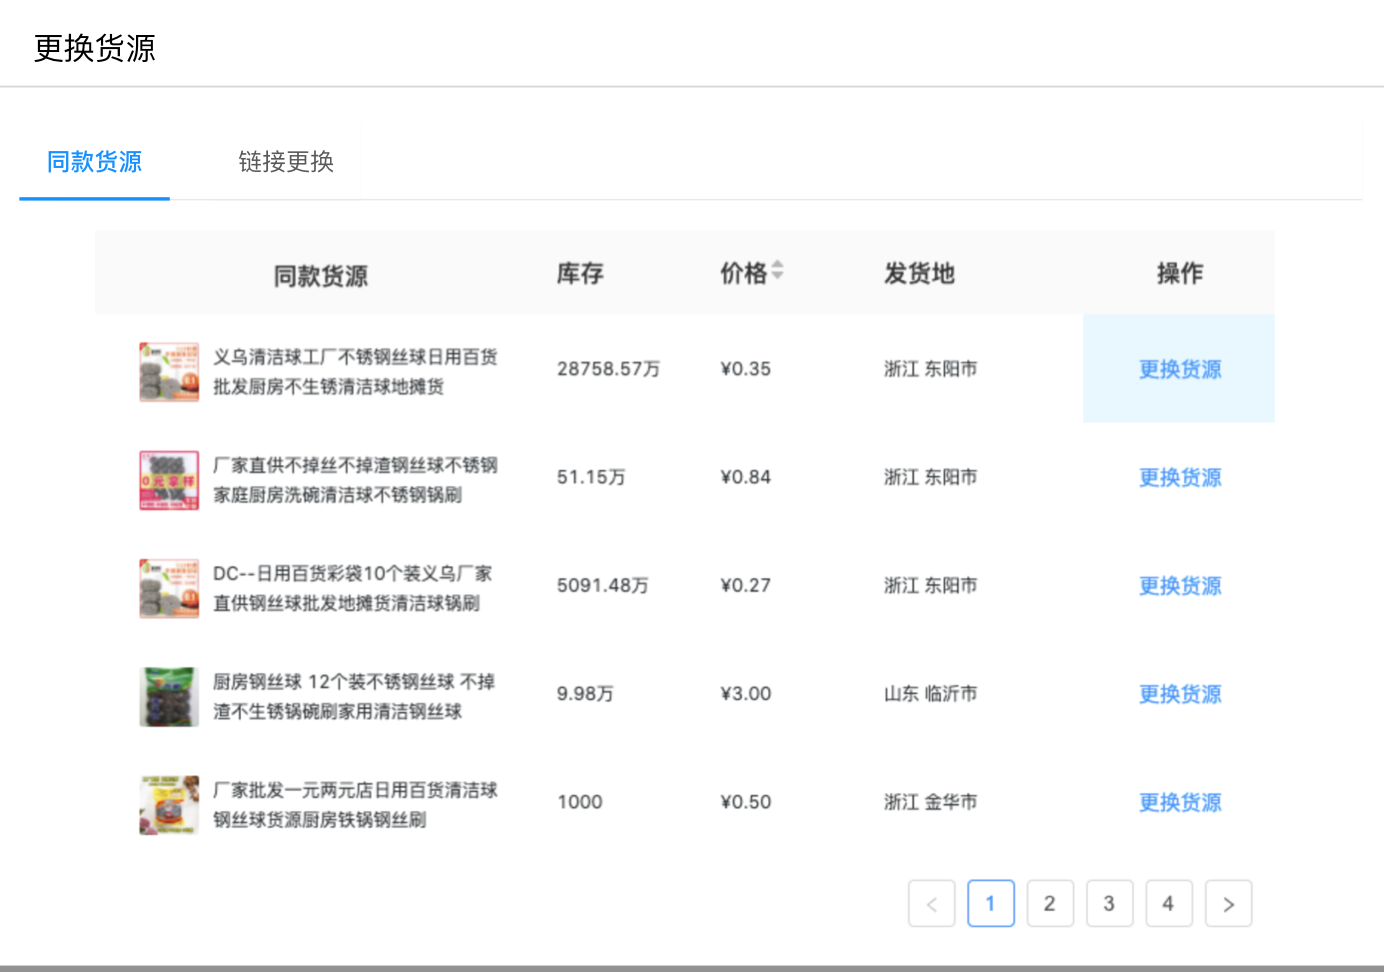 更换货源
同款货源 链接更换
同款货源 库存 价格 发货地 操作
义乌清洁球工厂不锈钢丝球日用百货
批发厨房不生锈清洁球地摊货
28758.57万 ¥0.35 浙江 东阳市 更换货源
厂家直供不掉丝不掉渣钢丝球不锈钢
家庭厨房洗碗清洁球不锈钢锅刷
51.15万 ¥0.84 浙江 东阳市 更换货源
0元拿样
DC--日用百货彩袋10个装义乌厂家
直供钢丝球批发地摊货清洁球锅刷
5091.48万 ¥0.27 浙江 东阳市 更换货源
厨房钢丝球 12个装不锈钢丝球 不掉
渣不生锈锅碗刷家用清洁钢丝球
9.98万 ¥3.00 山东 临沂市 更换货源
厂家批发一元两元店日用百货清洁球
钢丝球货源厨房铁锅钢丝刷
1000 ¥0.50 浙江 金华市 更换货源
< 1 2 3 4 >